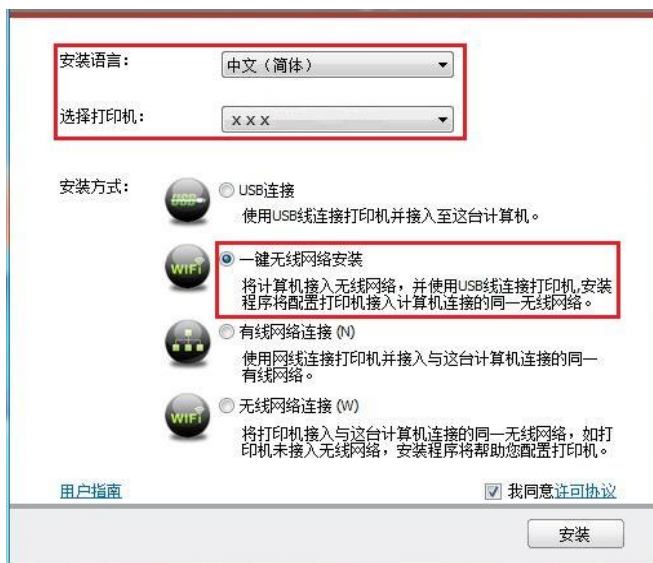 安装语言：
中文（简体）
选择打印机：
x x x
安装方式：
USB
USB连接
使用USB线连接打印机并接入至这台计算机。
WiFi
一键无线网络安装
将计算机接入无线网络，并使用USB线连接打印机,安装
程序将配置打印机接入计算机连接的同一无线网络。
有线网络连接 (N)
使用网线连接打印机并接入与这台计算机连接的同一
有线网络。
WiFi
无线网络连接 (W)
将打印机接入与这台计算机连接的同一无线网络，如打
印机未接入无线网络，安装程序将帮助您配置打印机。
用户指南
我同意许可协议
安装